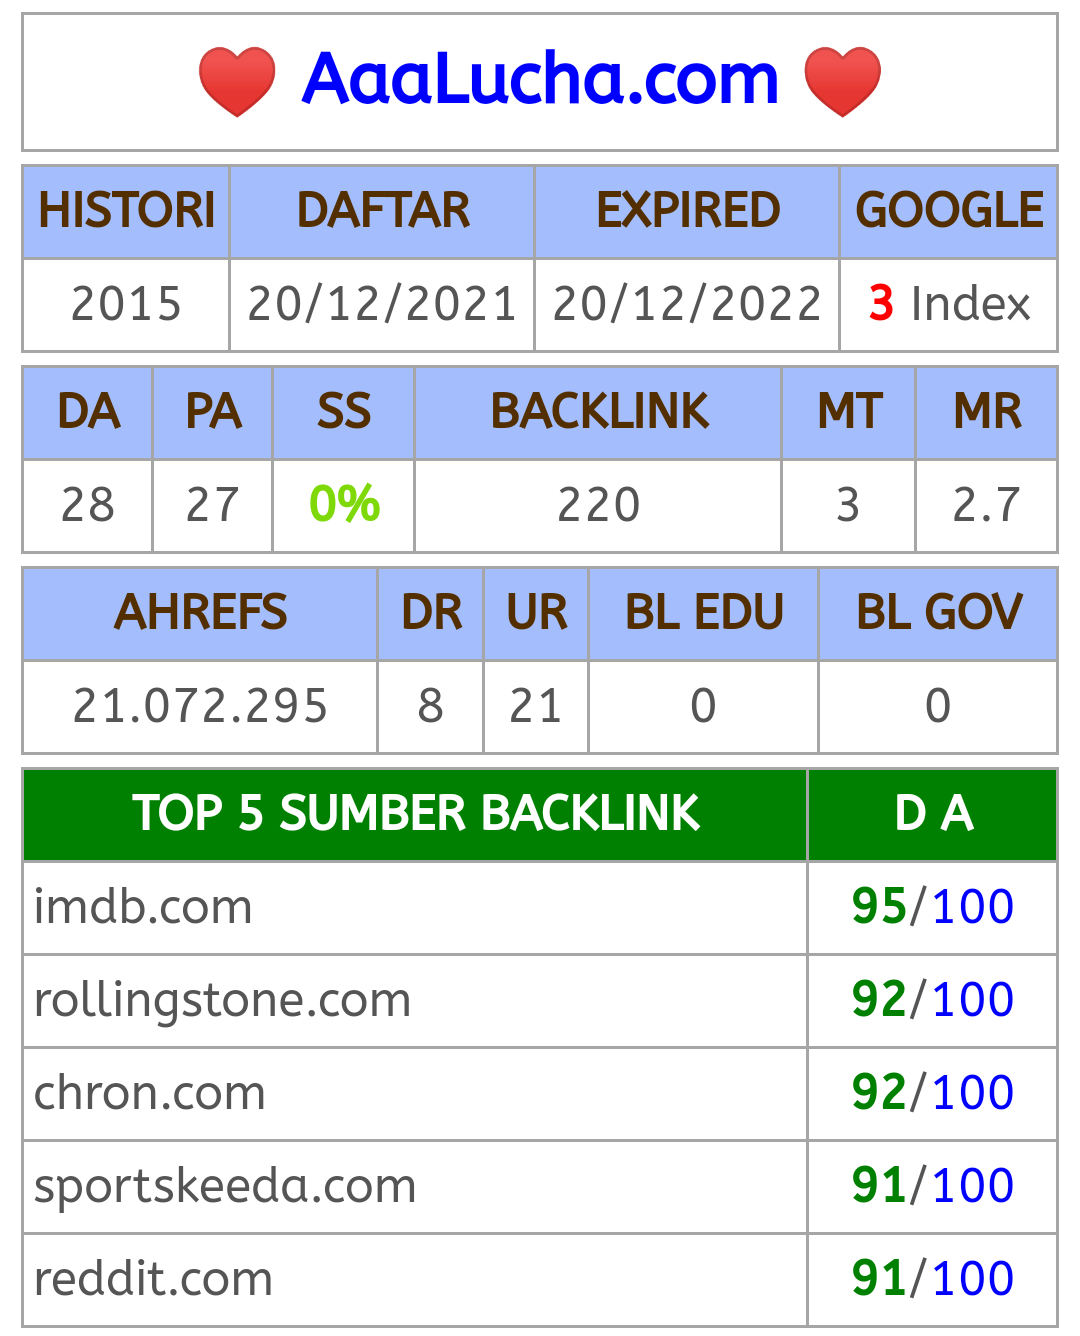 AaaLucha.com
HISTORI DAFTAR EXPIRED GOOGLE
2015 20/12/2021 20/12/2022 3 Index
DA PA SS BACKLINK MT MR
28 27 0% 220 3 2.7
AHREFS DR UR BL EDU BL GOV
21.072.295 8 21 0 0
TOP 5 SUMBER BACKLINK D A
imdb.com 95/100
rollingstone.com 92/100
chron.com 92/100
sportskeeda.com 91/100
reddit.com 91/100